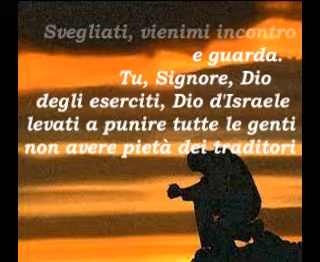 Svegliati, vienimi incontro
e guarda.
Tu, Signore, Dio
degli eserciti, Dio d'Israele
levati a punire tutte le genti
non avere pietà dei traditori